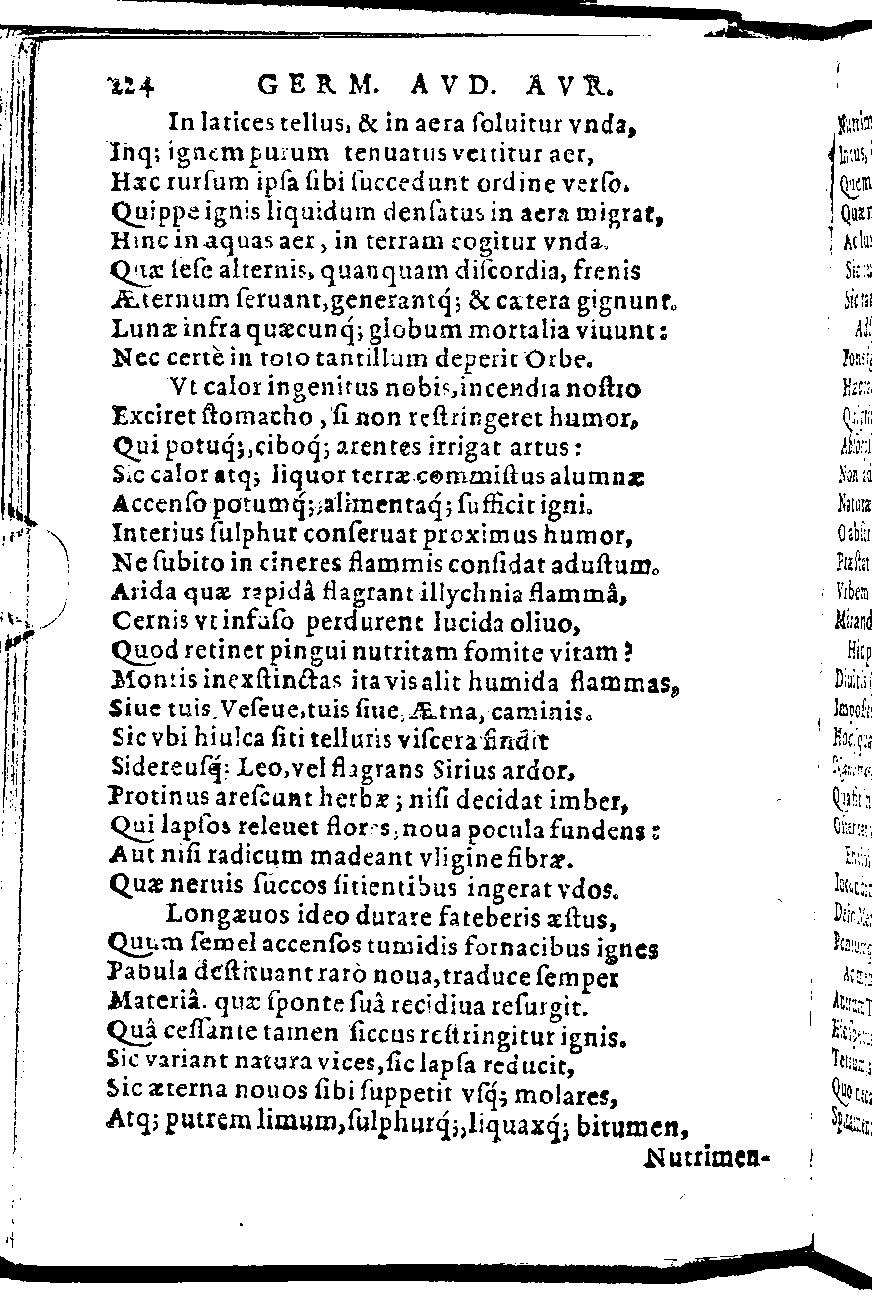 224 GERM. AVD. AVR.
In latices tellus, & in aera ſoluitur vnda,
Inq; ignem purum tenuatus vertitur aer,
Hæc rurſum ipſa ſibi ſuccedunt ordine verſo.
Quippe ignis liquidum denſatus in aera migrat,
Hinc in aquas aer, in terram cogitur vnda.
Quæ ſeſe alternis, quanquam diſcordia, frenis
Æternum ſeruant, generantq́; & cætera gignunt.
Lunæ infra quæcunq́; globum mortalia viuunt:
Nec certè in toto tantillum deperit Orbe.
Vt calor ingenitus nobis, incendia noſtro
Exciret ſtomacho, ſi non reſtringeret humor,
Qui potuq́;, ciboq́; arentes irrigat artus:
Sic calor atq; liquor terræ commiſtus alumnæ
Accenſo potumq́;, alimentaq́; ſufficit igni.
Interius ſulphur conſeruat proximus humor,
Ne ſubito in cineres flammis conſidat aduſtum.
Arida quæ rapidâ flagrant illychnia flammâ,
Cernis vt infuſo perdurent lucida oliuo,
Quod retinet pingui nutritam fomite vitam?
Montis inexſtinctas ita vis alit humida flammas,
Siue tuis, Veſeue, tuis ſiue, Ætna, caminis.
Sic vbi hiulca ſiti telluris viſcera findit
Sidereuſq́; Leo, vel flagrans Sirius ardor,
Protinus areſcunt herbæ; niſi decidat imber,
Qui lapſos releuet flores, noua pocula fundens:
Aut niſi radicum madeant vligine fibræ.
Quæ neruis ſuccos ſitientibus ingerat vdos.
Longæuos ideo durare fateberis æſtus,
Quum ſemel accenſos tumidis fornacibus ignes
Pabula deſtituant rarò noua, traduce ſemper
Materiâ. quæ ſponte ſuâ recidiua reſurgit.
Quâ ceſſante tamen ſiccus reſtringitur ignis.
Sic variant natura vices, ſic lapſa reducit,
Sic æterna nouos ſibi ſuppetit vſq́; molares,
Atq; putrem limum, ſulphurq́;, liquaxq́; bitumen,
Nutrimen-